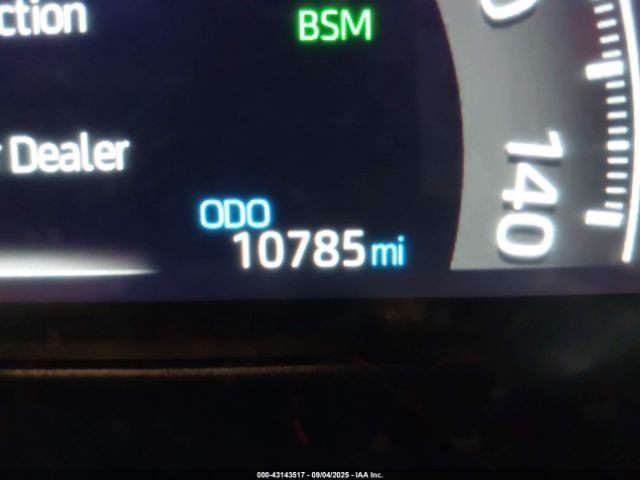 ction
BSM
Dealer
ODO
10785 mi
140
000-43143517 - 09/04/2025 - IAA Inc.